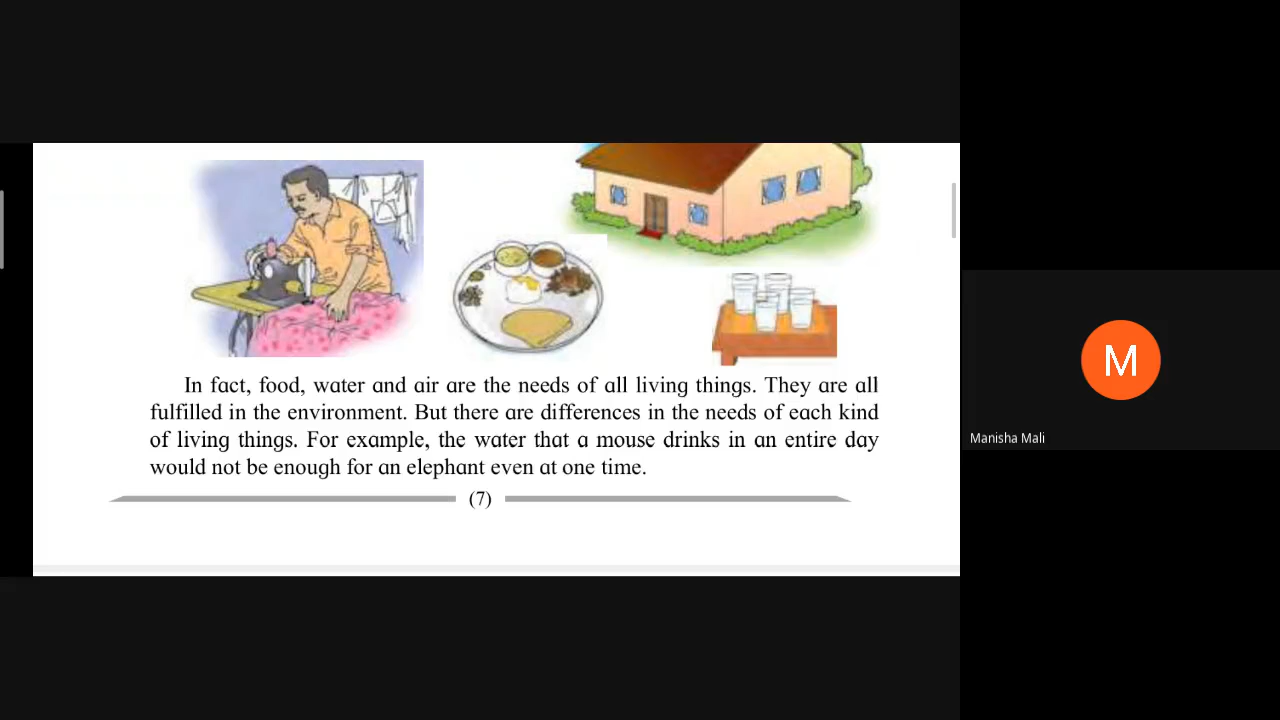 In fact, food, water and air are the needs of all living things. They are all
fulfilled in the environment. But there are differences in the needs of each kind
of living things. For example, the water that a mouse drinks in an entire day
would not be enough for an elephant even at one time.
(7)
M
Manisha Mali